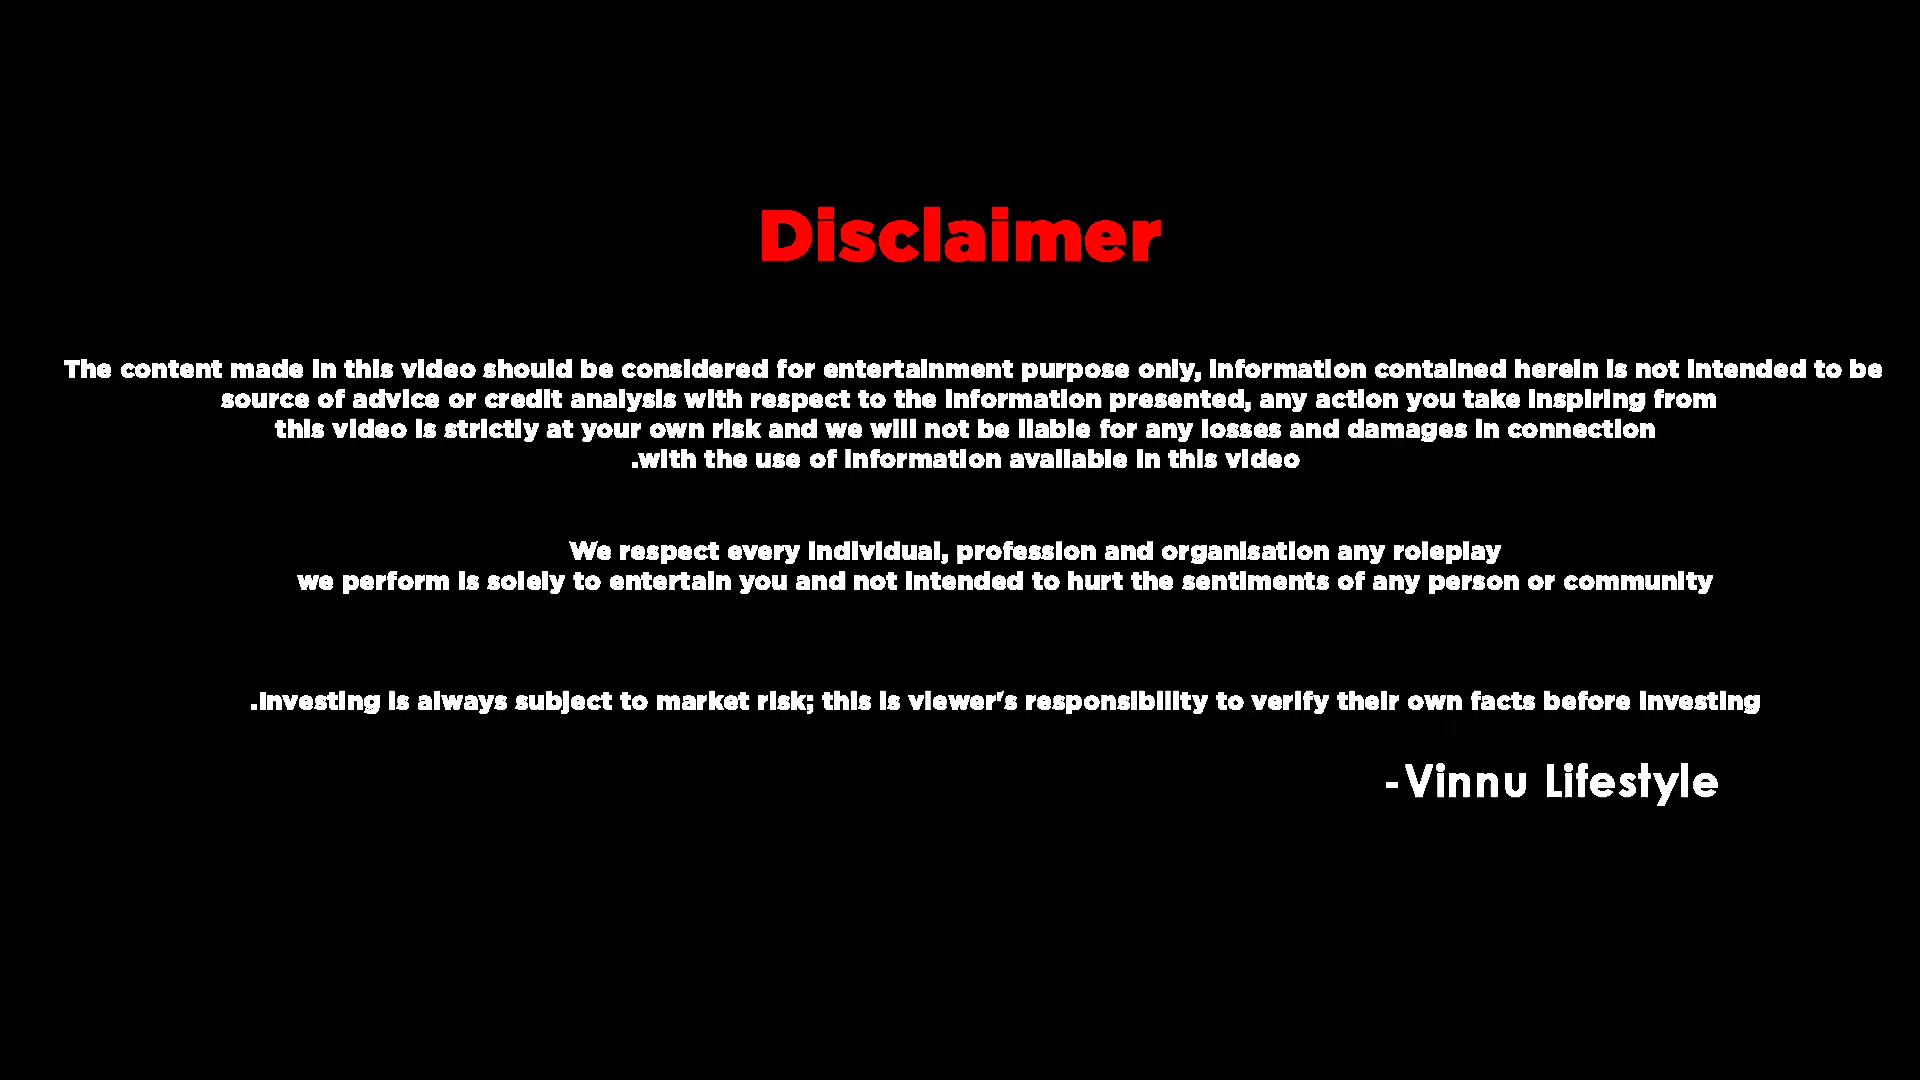 Disclaimer
The content made in this video should be considered for entertainment purpose only, information contained herein is not intended to be
source of advice or credit analysis with respect to the information presented, any action you take inspiring from
this video is strictly at your own risk and we will not be liable for any losses and damages in connection
.with the use of information available in this video
We respect every individual, profession and organisation any roleplay
we perform is solely to entertain you and not intended to hurt the sentiments of any person or community
.Investing is always subject to market risk; this is viewer's responsibility to verify their own facts before investing
-Vinnu Lifestyle